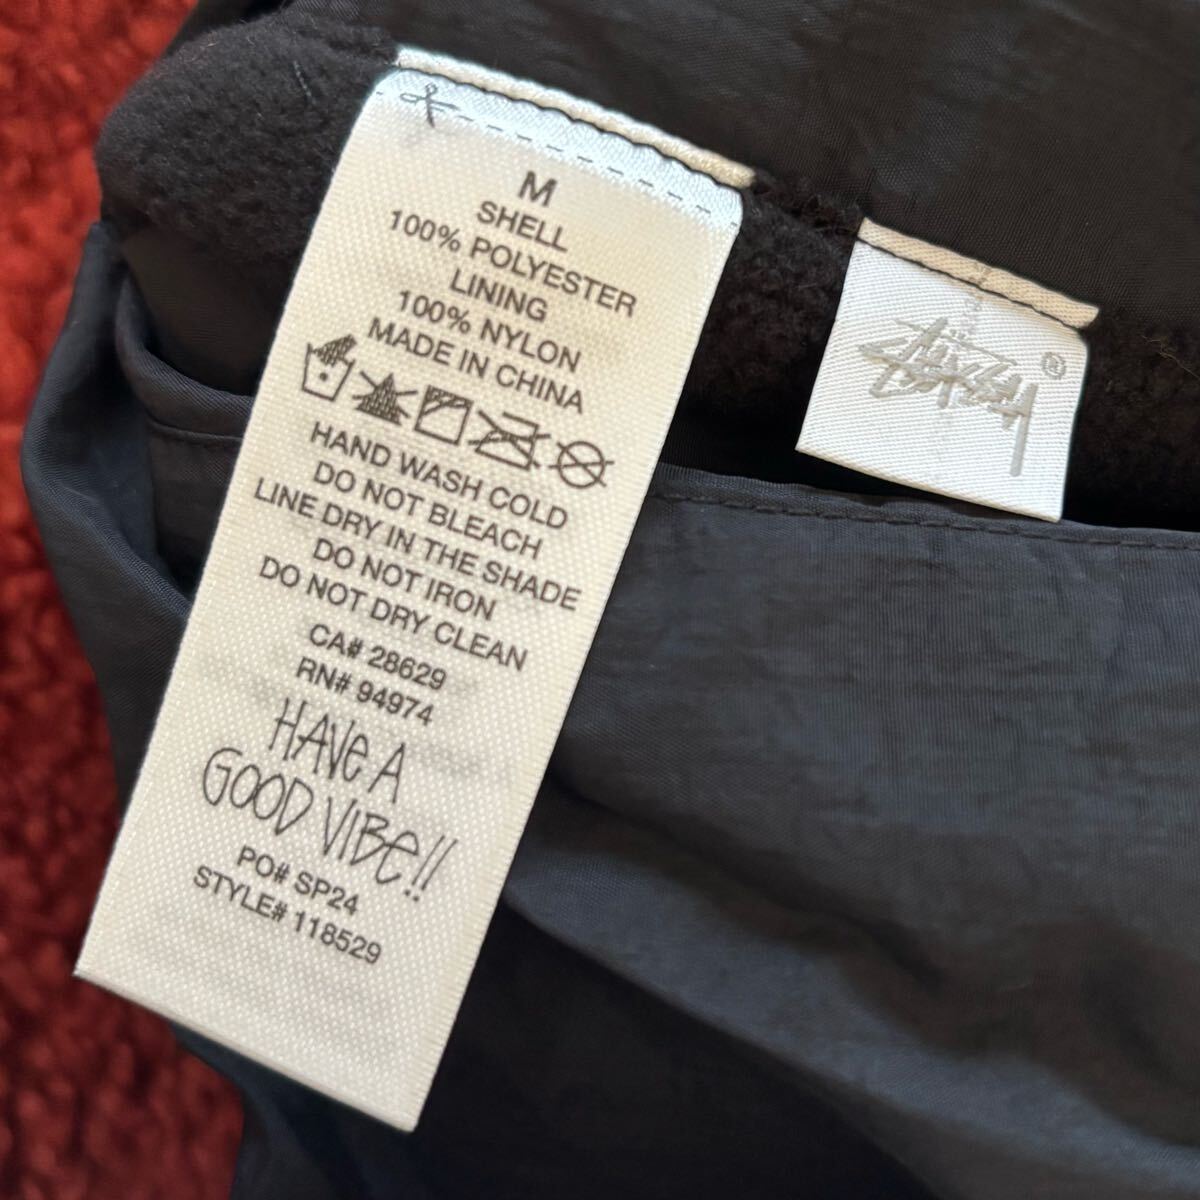 M
SHELL
100% POLYESTER
LINING
100% NYLON
MADE IN CHINA
HAND WASH COLD
DO NOT BLEACH
LINE DRY IN THE SHADE
DO NOT IRON
DO NOT DRY CLEAN
CA# 28629
RN# 94974
HAVE A
GOOD VIBE!!
PO# SP24
STYLE# 118529
Stüssy ®